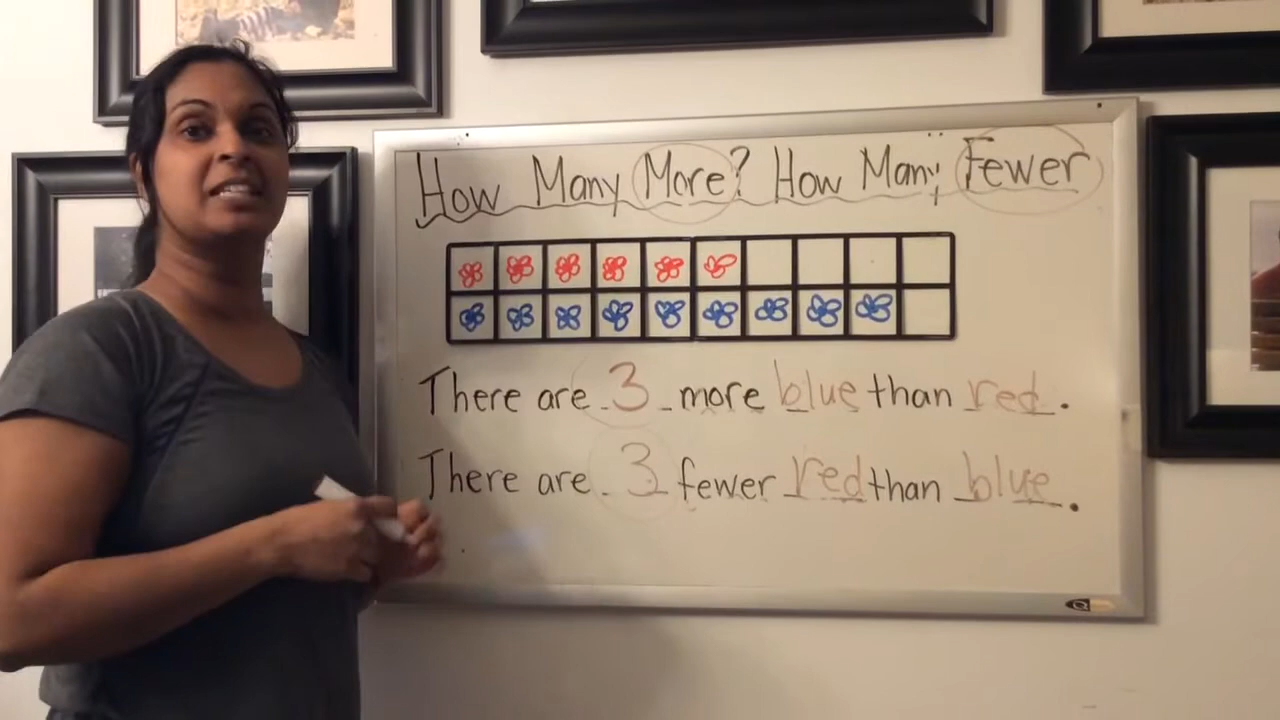 How Many More? How Many Fewer
There are 3 more blue than red.
There are 3 fewer red than blue.